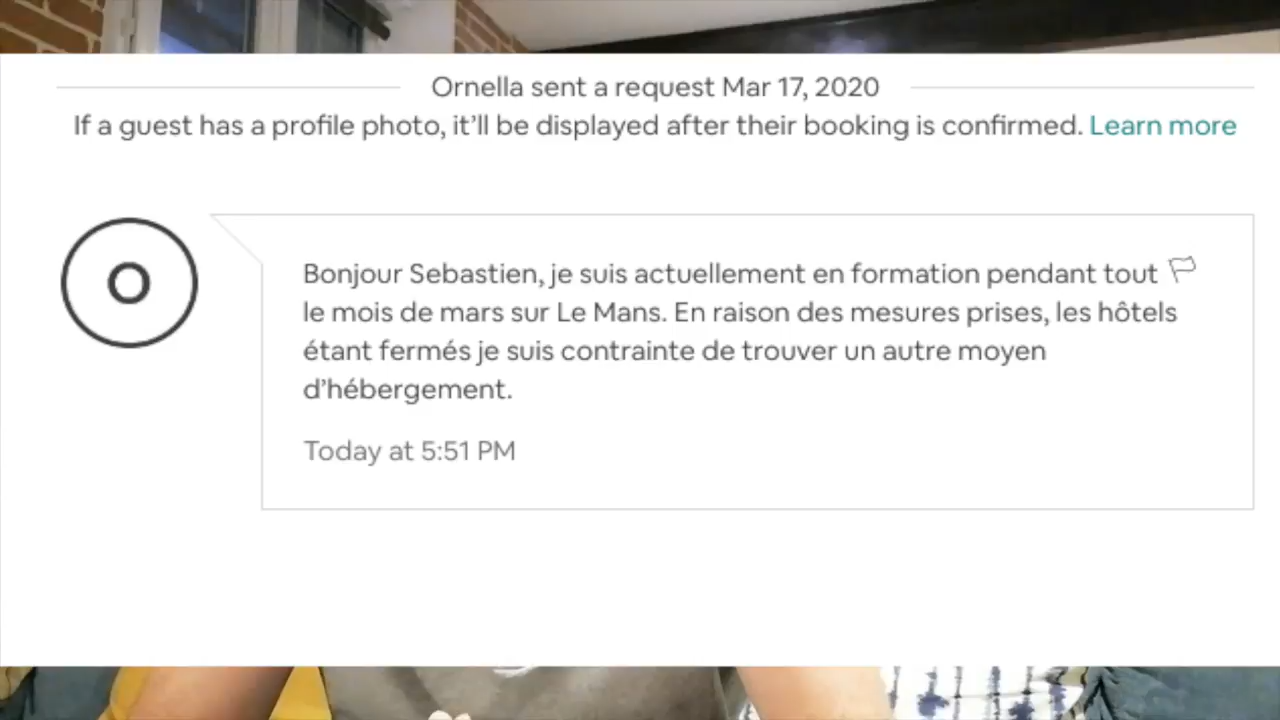 Ornella sent a request Mar 17, 2020
If a guest has a profile photo, it'll be displayed after their booking is confirmed. Learn more
O
Bonjour Sebastien, je suis actuellement en formation pendant tout
le mois de mars sur Le Mans. En raison des mesures prises, les hôtels
étant fermés je suis contrainte de trouver un autre moyen
d'hébergement.
Today at 5:51 PM